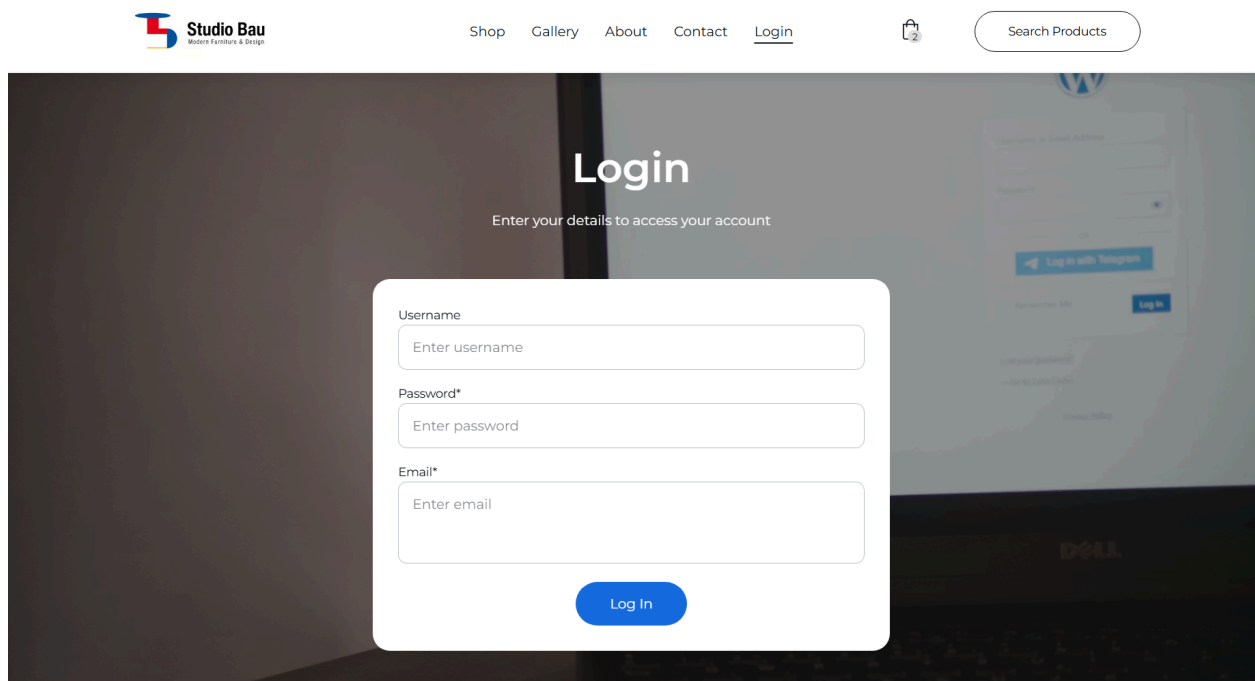 Studio Bau
Modern Furniture & Design
Shop Gallery About Contact Login
2
Search Products
Login
Enter your details to access your account
Username
Enter username
Password*
Enter password
Email*
Enter email
Log In
Log in with Telegram
Remember Me
Log In
DELL